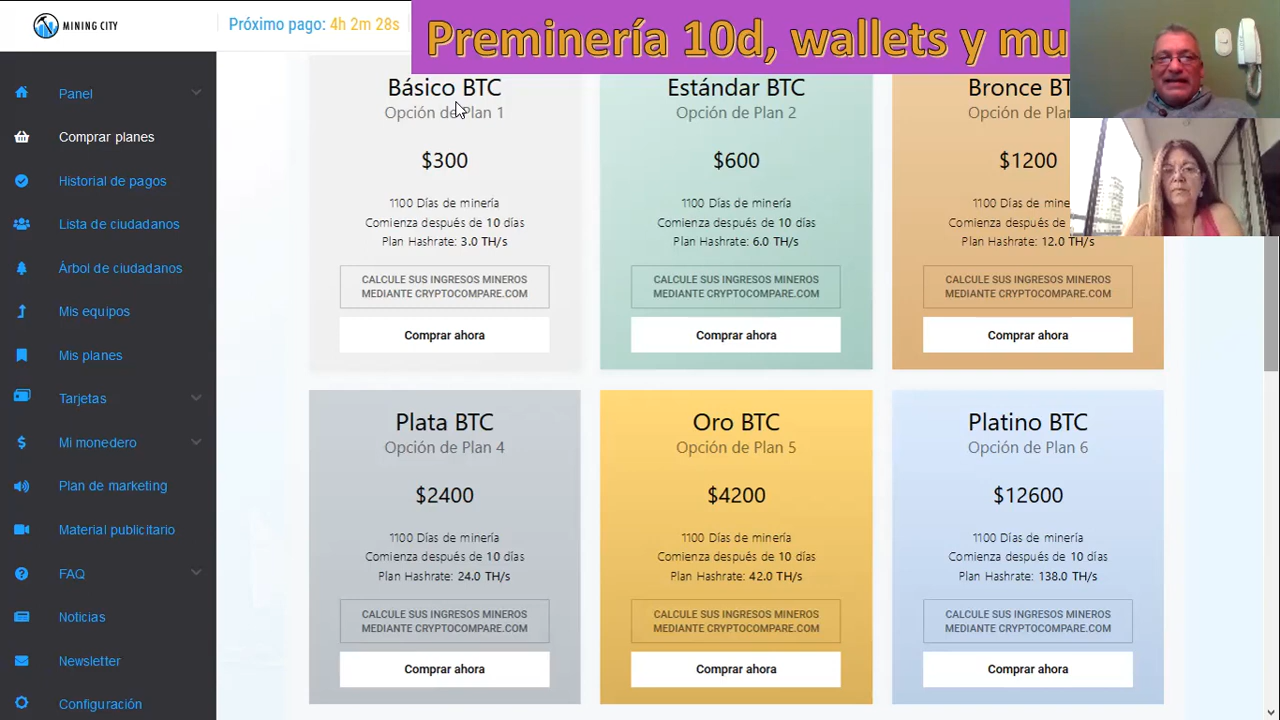 MINING CITY
Próximo pago: 4h 2m 28s
Preminería 10d, wallets y mu
Panel
Comprar planes
Historial de pagos
Lista de ciudadanos
Árbol de ciudadanos
Mis equipos
Mis planes
Tarjetas
Mi monedero
Plan de marketing
Material publicitario
FAQ
Noticias
Newsletter
Configuración
Básico BTC
Opción de Plan 1
$300
1100 Días de minería
Comienza después de 10 días
Plan Hashrate: 3.0 TH/s
CALCULE SUS INGRESOS MINEROS
MEDIANTE CRYPTOCOMPARE.COM
Comprar ahora
Estándar BTC
Opción de Plan 2
$600
1100 Días de minería
Comienza después de 10 días
Plan Hashrate: 6.0 TH/s
CALCULE SUS INGRESOS MINEROS
MEDIANTE CRYPTOCOMPARE.COM
Comprar ahora
Bronce BT
Opción de Plan
$1200
1100 Días de mine
Comienza después de
Plan Hashrate: 12.0 TH/s
CALCULE SUS INGRESOS MINEROS
MEDIANTE CRYPTOCOMPARE.COM
Comprar ahora
Plata BTC
Opción de Plan 4
$2400
1100 Días de minería
Comienza después de 10 días
Plan Hashrate: 24.0 TH/s
CALCULE SUS INGRESOS MINEROS
MEDIANTE CRYPTOCOMPARE.COM
Comprar ahora
Oro BTC
Opción de Plan 5
$4200
1100 Días de minería
Comienza después de 10 días
Plan Hashrate: 42.0 TH/s
CALCULE SUS INGRESOS MINEROS
MEDIANTE CRYPTOCOMPARE.COM
Comprar ahora
Platino BTC
Opción de Plan 6
$12600
1100 Días de minería
Comienza después de 10 días
Plan Hashrate: 138.0 TH/s
CALCULE SUS INGRESOS MINEROS
MEDIANTE CRYPTOCOMPARE.COM
Comprar ahora